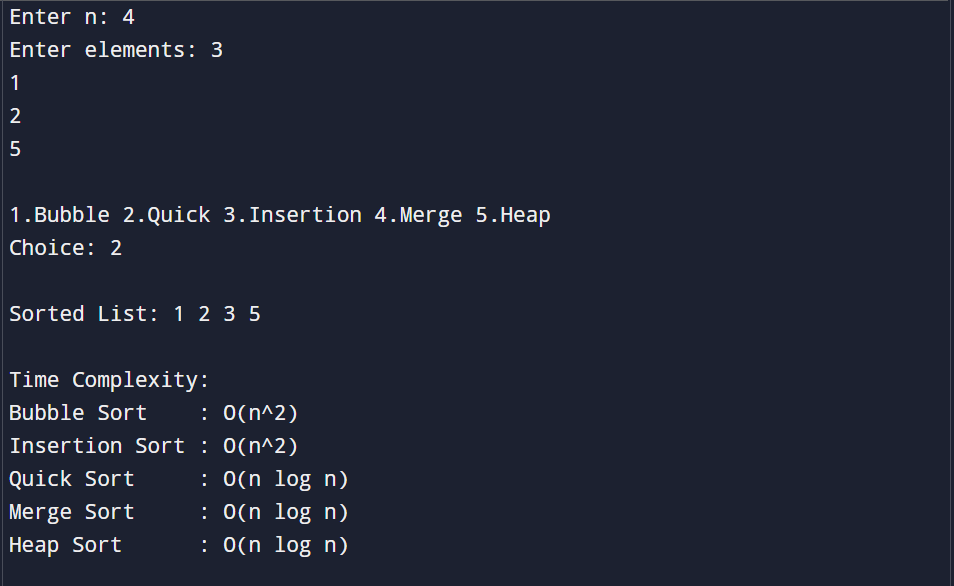 Enter n: 4
Enter elements: 3
1
2
5
1.Bubble 2.Quick 3.Insertion 4.Merge 5.Heap
Choice: 2
Sorted List: 1 2 3 5
Time Complexity:
Bubble Sort    : O(n^2)
Insertion Sort : O(n^2)
Quick Sort     : O(n log n)
Merge Sort     : O(n log n)
Heap Sort      : O(n log n)